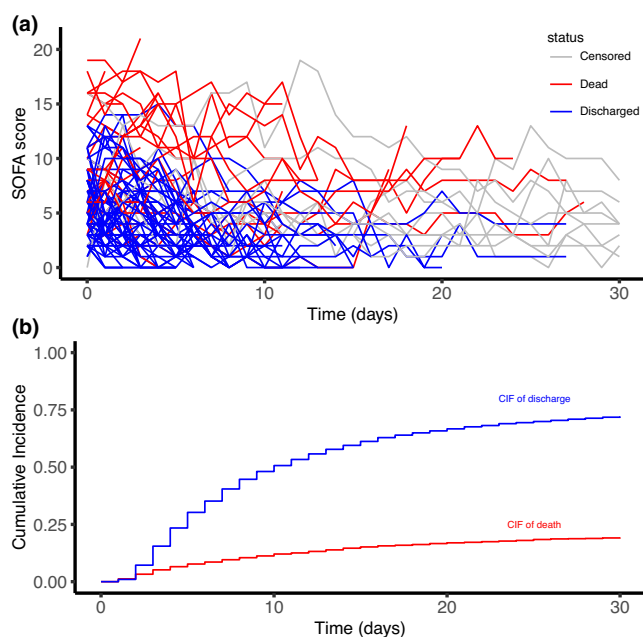 (a)
status
Censored
Dead
Discharged
SOFA score
20
15
10
5
0
0
10
20
30
Time (days)
(b)
Cumulative Incidence
1.00
0.75
0.50
0.25
0.00
CIF of discharge
CIF of death
0
10
20
30
Time (days)